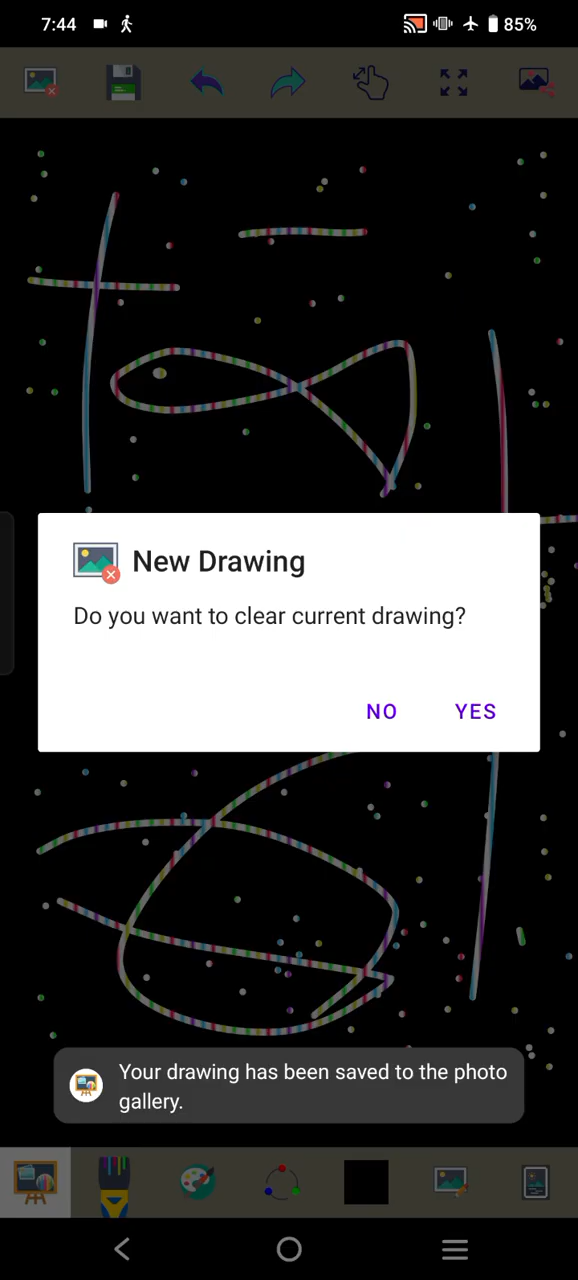 7:44
85%
New Drawing
Do you want to clear current drawing?
NO YES
Your drawing has been saved to the photo
gallery.